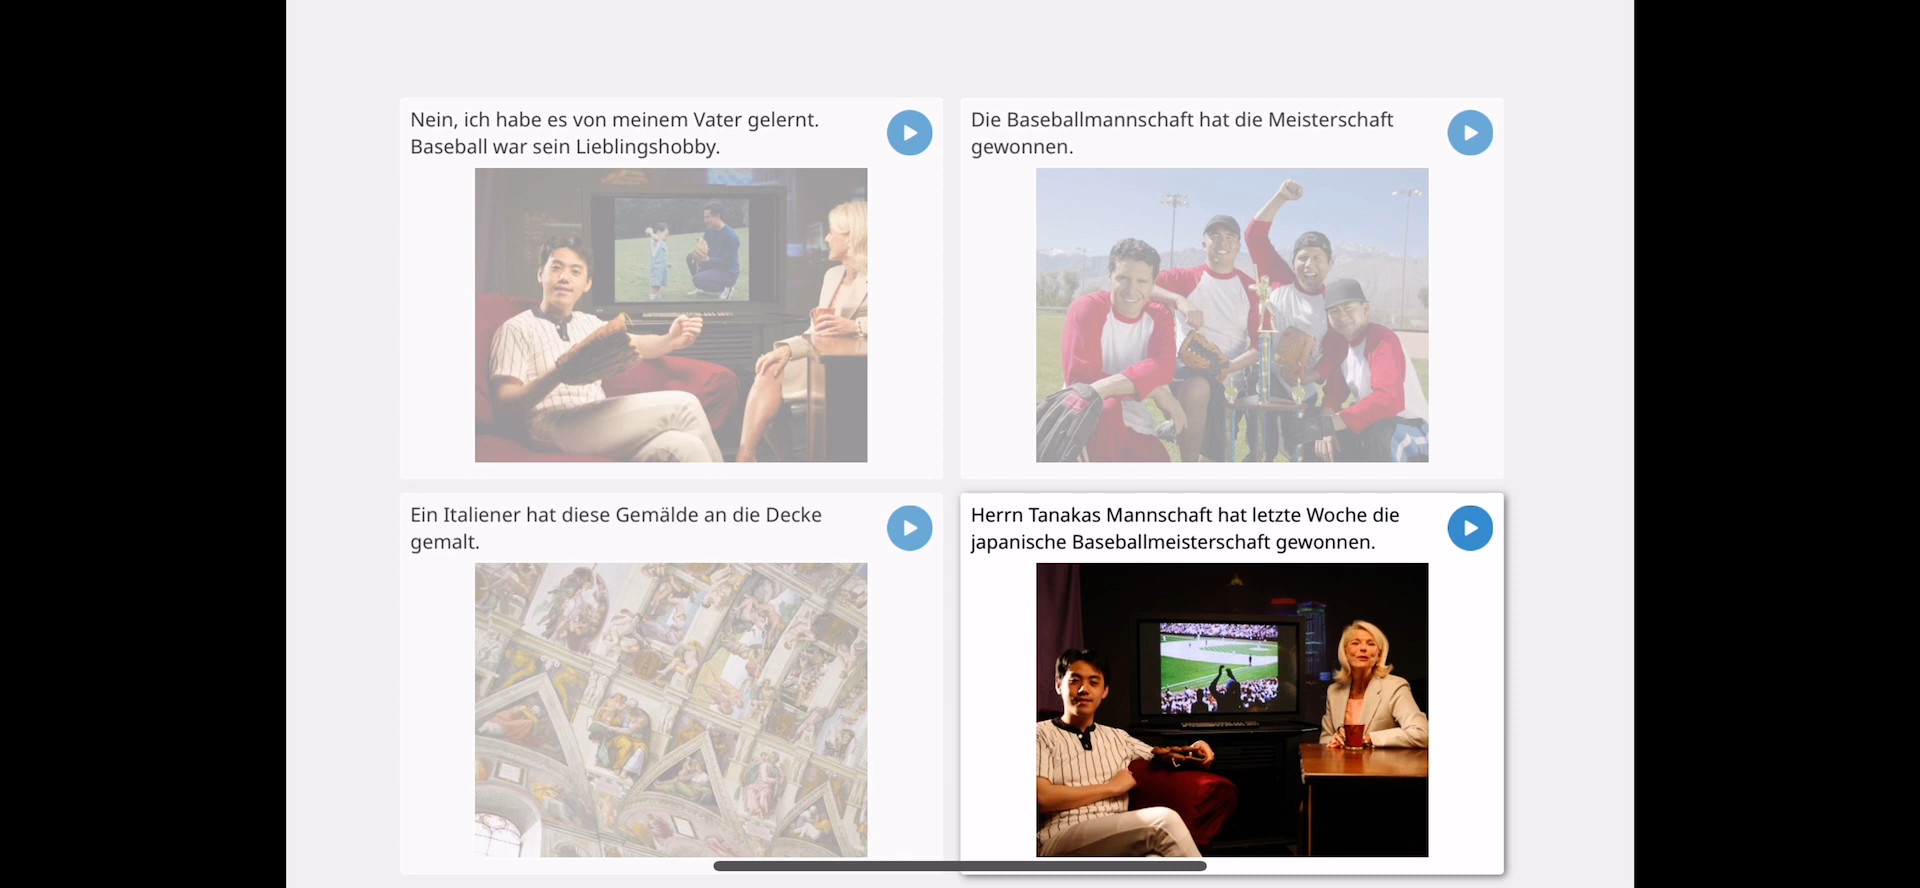 Nein, ich habe es von meinem Vater gelernt.
Baseball war sein Lieblingshobby.
Die Baseballmannschaft hat die Meisterschaft
gewonnen.
Ein Italiener hat diese Gemälde an die Decke
gemalt.
Herrn Tanakas Mannschaft hat letzte Woche die
japanische Baseballmeisterschaft gewonnen.